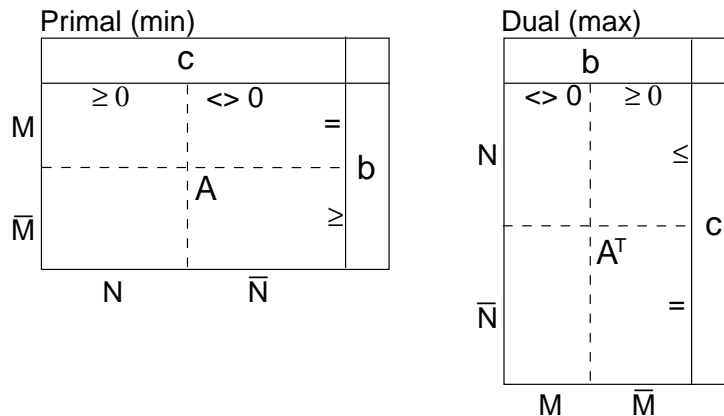 Primal (min)
c
≥ 0 <> 0
M =
b
A
M̅ ≥
N N̅
Dual (max)
b
<> 0 ≥ 0
N ≤
c
Aᵀ
N̅ =
M M̅